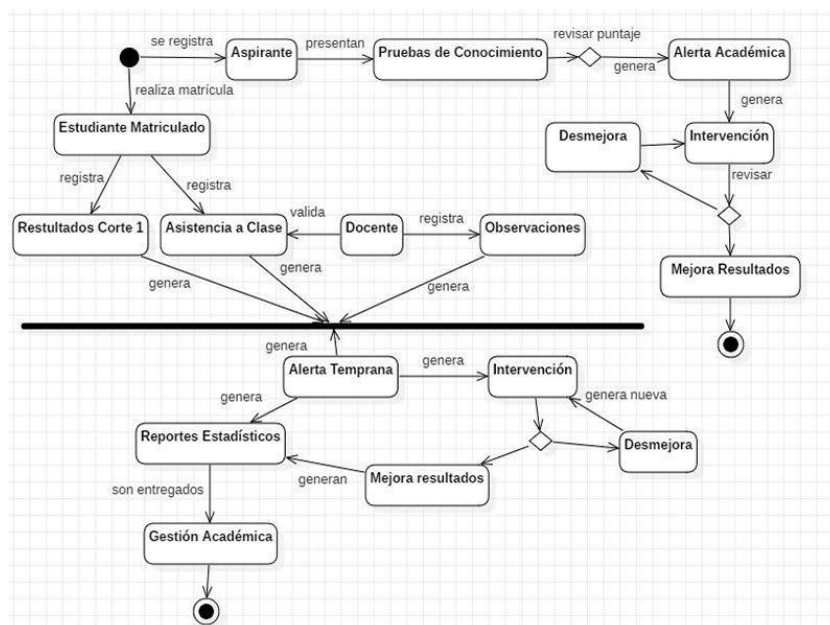 se registra
Aspirante
presentan
Pruebas de Conocimiento
revisar puntaje
genera
Alerta Académica
realiza matrícula
genera
Estudiante Matriculado
Desmejora
Intervención
registra
registra
revisar
Restultados Corte 1
Asistencia a Clase
valida
Docente
registra
Observaciones
genera
genera
genera
Mejora Resultados
genera
Alerta Temprana
genera
Intervención
genera
genera nueva
Reportes Estadísticos
Desmejora
generan
Mejora resultados
son entregados
Gestión Académica